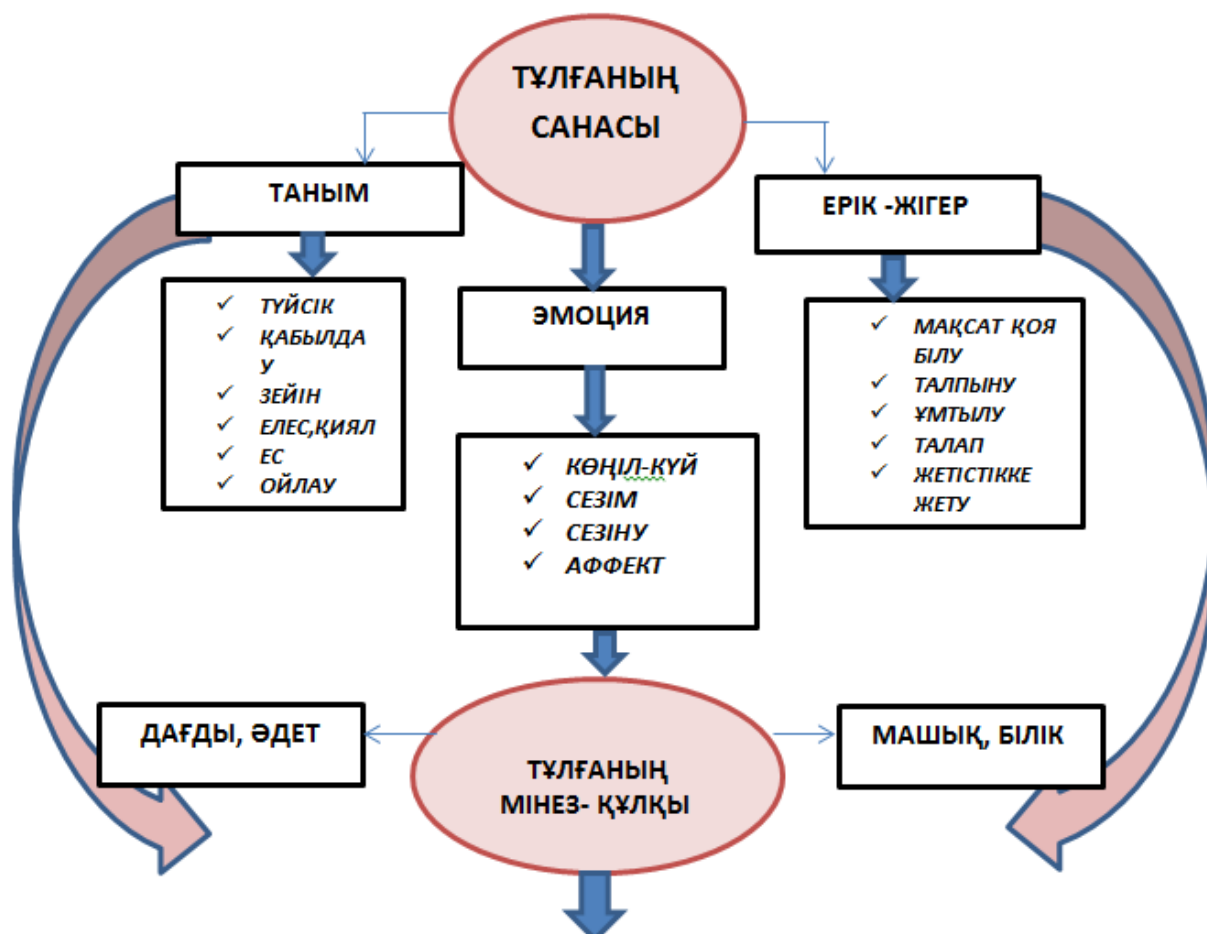 ТҰЛҒАНЫҢ
САНАСЫ
ТАНЫМ
ЕРІК -ЖІГЕР
✓ ТҮЙСІК
✓ ҚАБЫЛДА
У
✓ ЗЕЙІН
✓ ЕЛЕС,ҚИЯЛ
✓ ЕС
✓ ОЙЛАУ
ЭМОЦИЯ
✓ КӨҢІЛ-КҮЙ
✓ СЕЗІМ
✓ СЕЗІНУ
✓ АФФЕКТ
✓ МАҚСАТ ҚОЯ
БІЛУ
✓ ТАЛПЫНУ
✓ ҰМТЫЛУ
✓ ТАЛАП
✓ ЖЕТІСТІККЕ
ЖЕТУ
ДАҒДЫ, ӘДЕТ
МАШЫҚ, БІЛІК
ТҰЛҒАНЫҢ
МІНЕЗ- ҚҰЛҚЫ